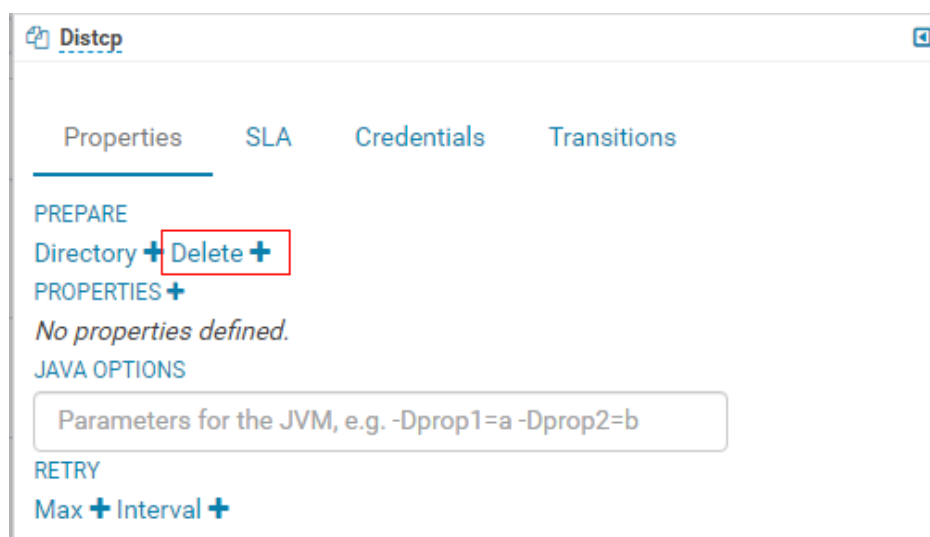 Distcp
Properties SLA Credentials Transitions
PREPARE
Directory + Delete +
PROPERTIES +
No properties defined.
JAVA OPTIONS
Parameters for the JVM, e.g. -Dprop1=a -Dprop2=b
RETRY
Max + Interval +